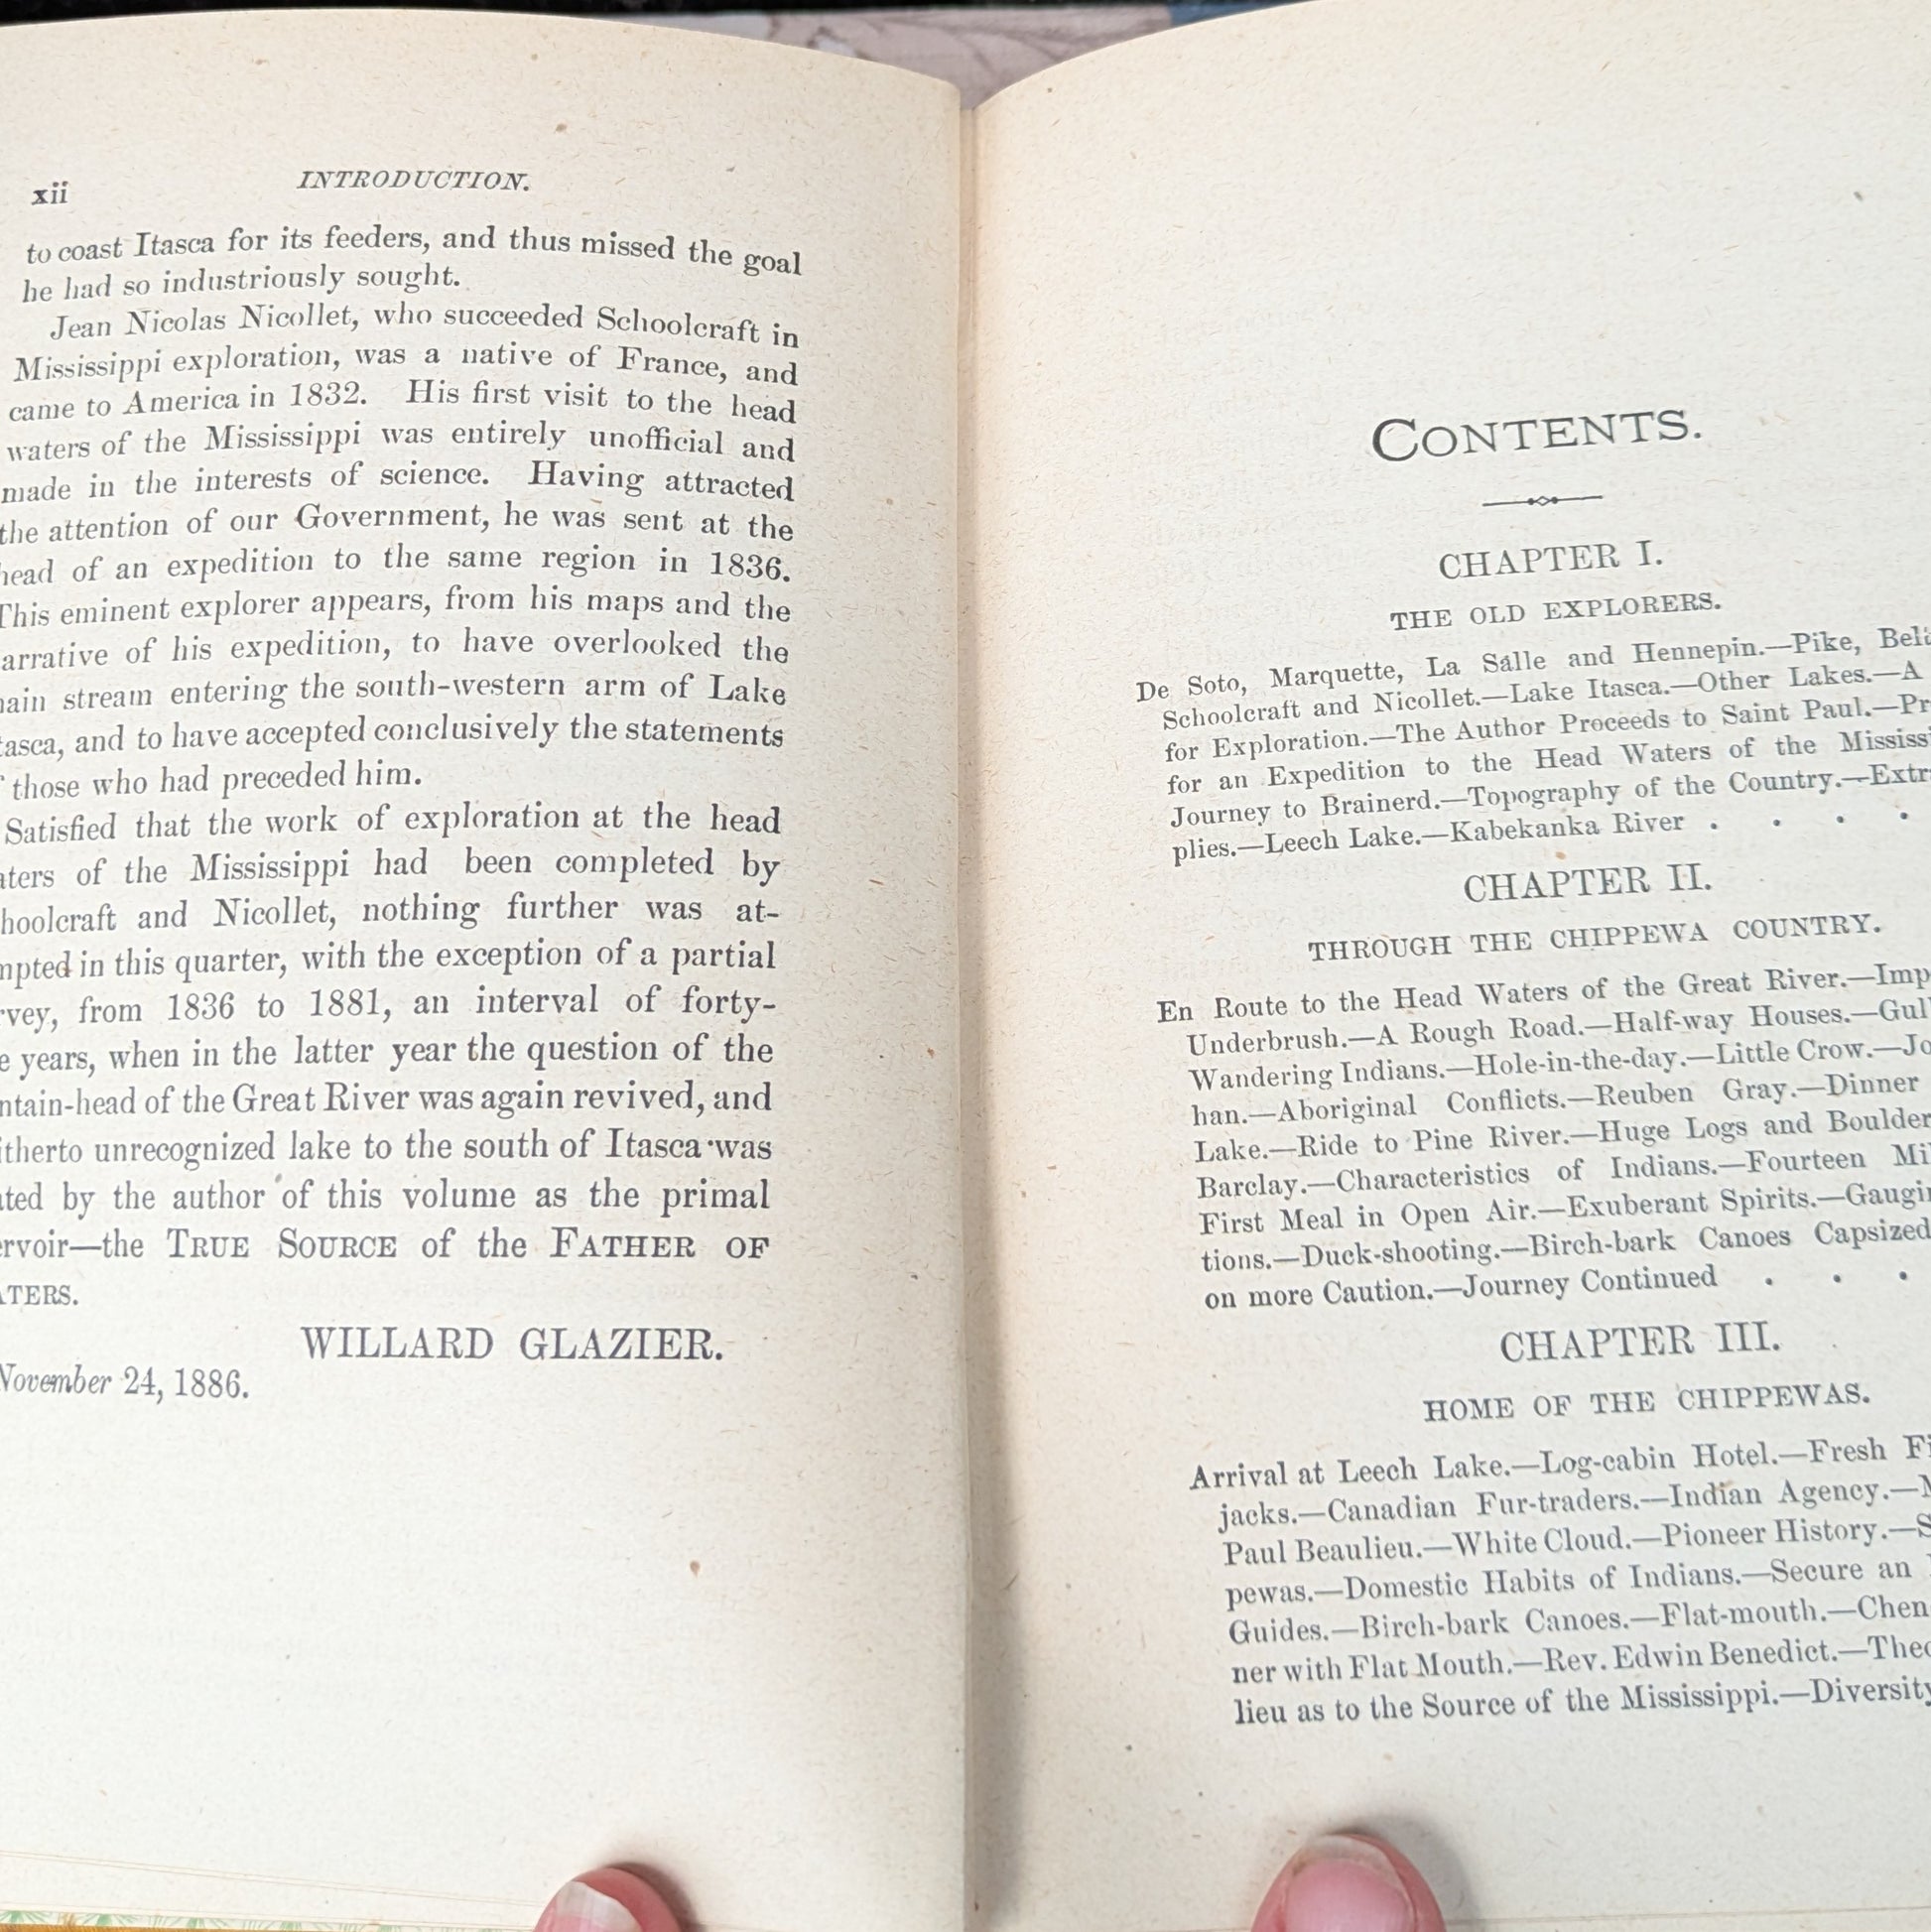 xii
INTRODUCTION.
to coast Itasca for its feeders, and thus missed the goal
he had so industriously sought.
Jean Nicolas Nicollet, who succeeded Schoolcraft in
Mississippi exploration, was a native of France, and
came to America in 1832. His first visit to the head
waters of the Mississippi was entirely unofficial and
made in the interests of science. Having attracted
the attention of our Government, he was sent at the
head of an expedition to the same region in 1836.
This eminent explorer appears, from his maps and the
arrative of his expedition, to have overlooked the
ain stream entering the south-western arm of Lake
tasca, and to have accepted conclusively the statements
those who had preceded him.
Satisfied that the work of exploration at the head
aters of the Mississippi had been completed by
hoolcraft and Nicollet, nothing further was at-
mpted in this quarter, with the exception of a partial
rvey, from 1836 to 1881, an interval of forty-
e years, when in the latter year the question of the
ntain-head of the Great River was again revived, and
itherto unrecognized lake to the south of Itasca was
ated by the author of this volume as the primal
ervoir—the TRUE SOURCE of the FATHER OF
ATERS.
WILLARD GLAZIER.
November 24, 1886.
CONTENTS.
CHAPTER I.
THE OLD EXPLORERS.
De Soto, Marquette, La Salle and Hennepin.—Pike, Bel
Schoolcraft and Nicollet.—Lake Itasca.—Other Lakes.—A
for Exploration.—The Author Proceeds to Saint Paul.—Pr
for an Expedition to the Head Waters of the Mississi
Journey to Brainerd.—Topography of the Country.—Extr
plies.—Leech Lake.—Kabekanka River . . . .
CHAPTER II.
THROUGH THE CHIPPEWA COUNTRY.
En Route to the Head Waters of the Great River.—Imp
Underbrush.—A Rough Road.—Half-way Houses.—Gul
Wandering Indians.—Hole-in-the-day.—Little Crow.—Jo
han.—Aboriginal Conflicts.—Reuben Gray.—Dinner
Lake.—Ride to Pine River.—Huge Logs and Boulder
Barclay.—Characteristics of Indians.—Fourteen Mi
First Meal in Open Air.—Exuberant Spirits.—Gaugin
tions.—Duck-shooting.—Birch-bark Canoes Capsized
on more Caution.—Journey Continued . . .
CHAPTER III.
HOME OF THE CHIPPEWAS.
Arrival at Leech Lake.—Log-cabin Hotel.—Fresh Fi
jacks.—Canadian Fur-traders.—Indian Agency.—M
Paul Beaulieu.—White Cloud.—Pioneer History.—S
pewas.—Domestic Habits of Indians.—Secure an
Guides.—Birch-bark Canoes.—Flat-mouth.—Chen
ner with Flat Mouth.—Rev. Edwin Benedict.—Theo
lieu as to the Source of the Mississippi.—Diversity